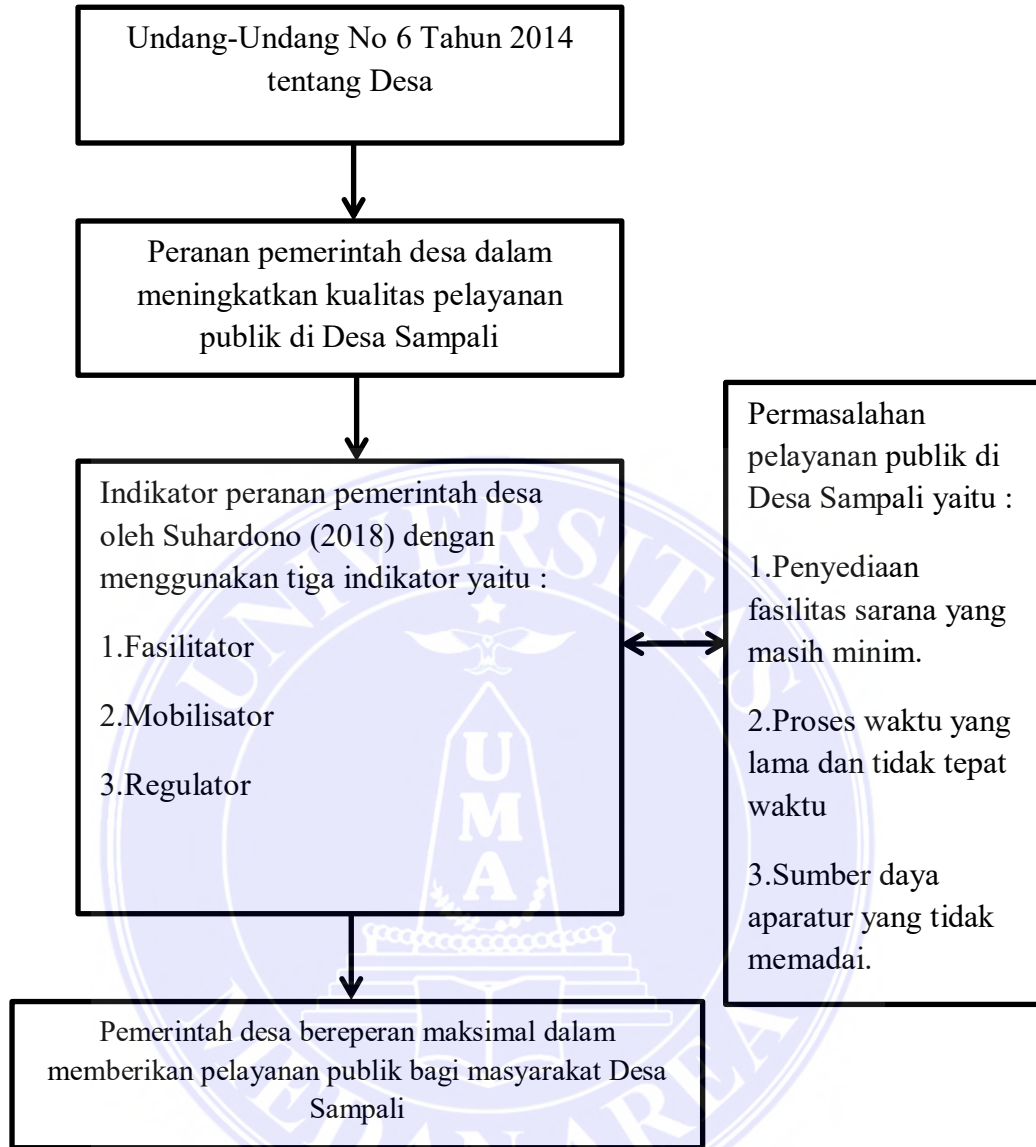 Undang-Undang No 6 Tahun 2014
tentang Desa
Peranan pemerintah desa dalam
meningkatkan kualitas pelayanan
publik di Desa Sampali
Indikator peranan pemerintah desa
oleh Suhardono (2018) dengan
menggunakan tiga indikator yaitu :
1.Fasilitator
2.Mobilisator
3.Regulator
Permasalahan
pelayanan publik di
Desa Sampali yaitu :
1.Penyediaan
fasilitas sarana yang
masih minim.
2.Proses waktu yang
lama dan tidak tepat
waktu
3.Sumber daya
aparatur yang tidak
memadai.
Pemerintah desa bereperan maksimal dalam
memberikan pelayanan publik bagi masyarakat Desa
Sampali
UNIVERSITAS
UMA
MEDAN AREA